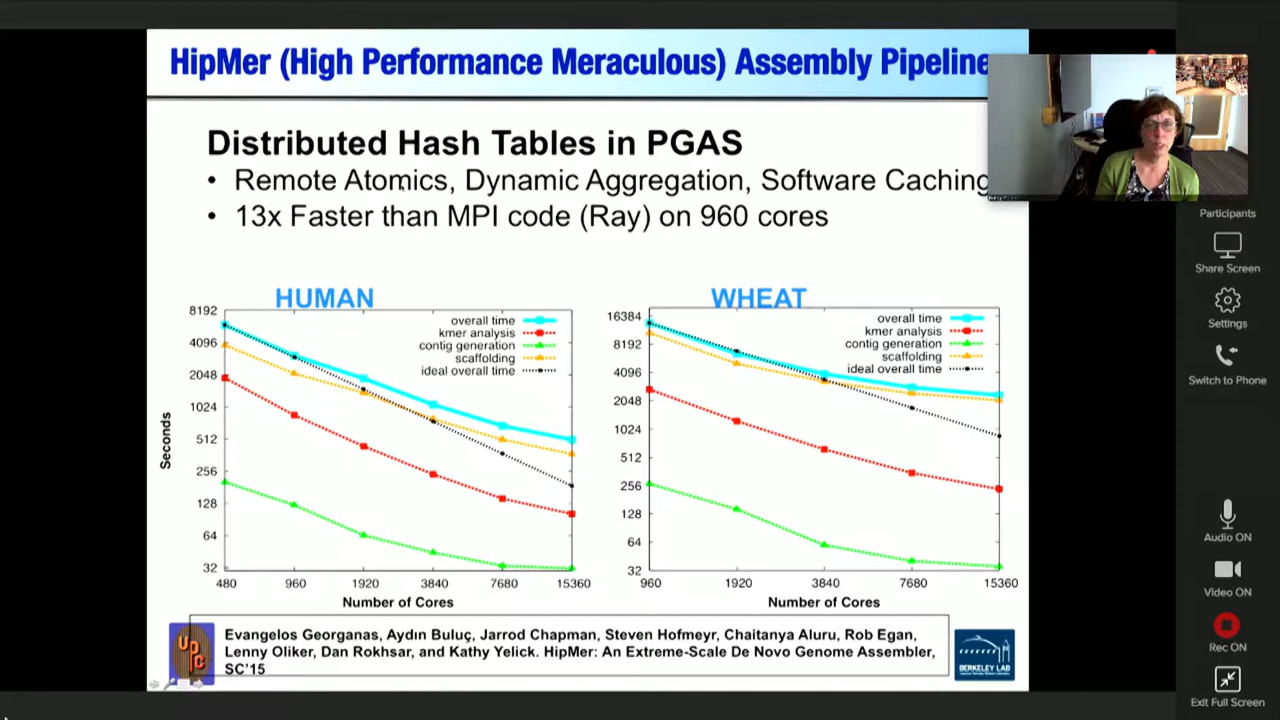 HipMer (High Performance Meraculous) Assembly Pipeline
Distributed Hash Tables in PGAS
• Remote Atomics, Dynamic Aggregation, Software Caching
• 13x Faster than MPI code (Ray) on 960 cores
HUMAN
8192
4096
2048
1024
512
256
128
64
32
Seconds
overall time
kmer analysis
contig generation
scaffolding
ideal overall time
480 960 1920 3840 7680 15360
Number of Cores
WHEAT
16384
8192
4096
2048
1024
512
256
128
64
32
overall time
kmer analysis
contig generation
scaffolding
ideal overall time
960 1920 3840 7680 15360
Number of Cores
UPC
Evangelos Georganas, Aydın Buluç, Jarrod Chapman, Steven Hofmeyr, Chaitanya Aluru, Rob Egan,
Lenny Oliker, Dan Rokhsar, and Kathy Yelick. HipMer: An Extreme-Scale De Novo Genome Assembler,
SC'15
BERKELEY LAB
Participants
Share Screen
Settings
Switch to Phone
Audio ON
Video ON
Rec ON
Exit Full Screen